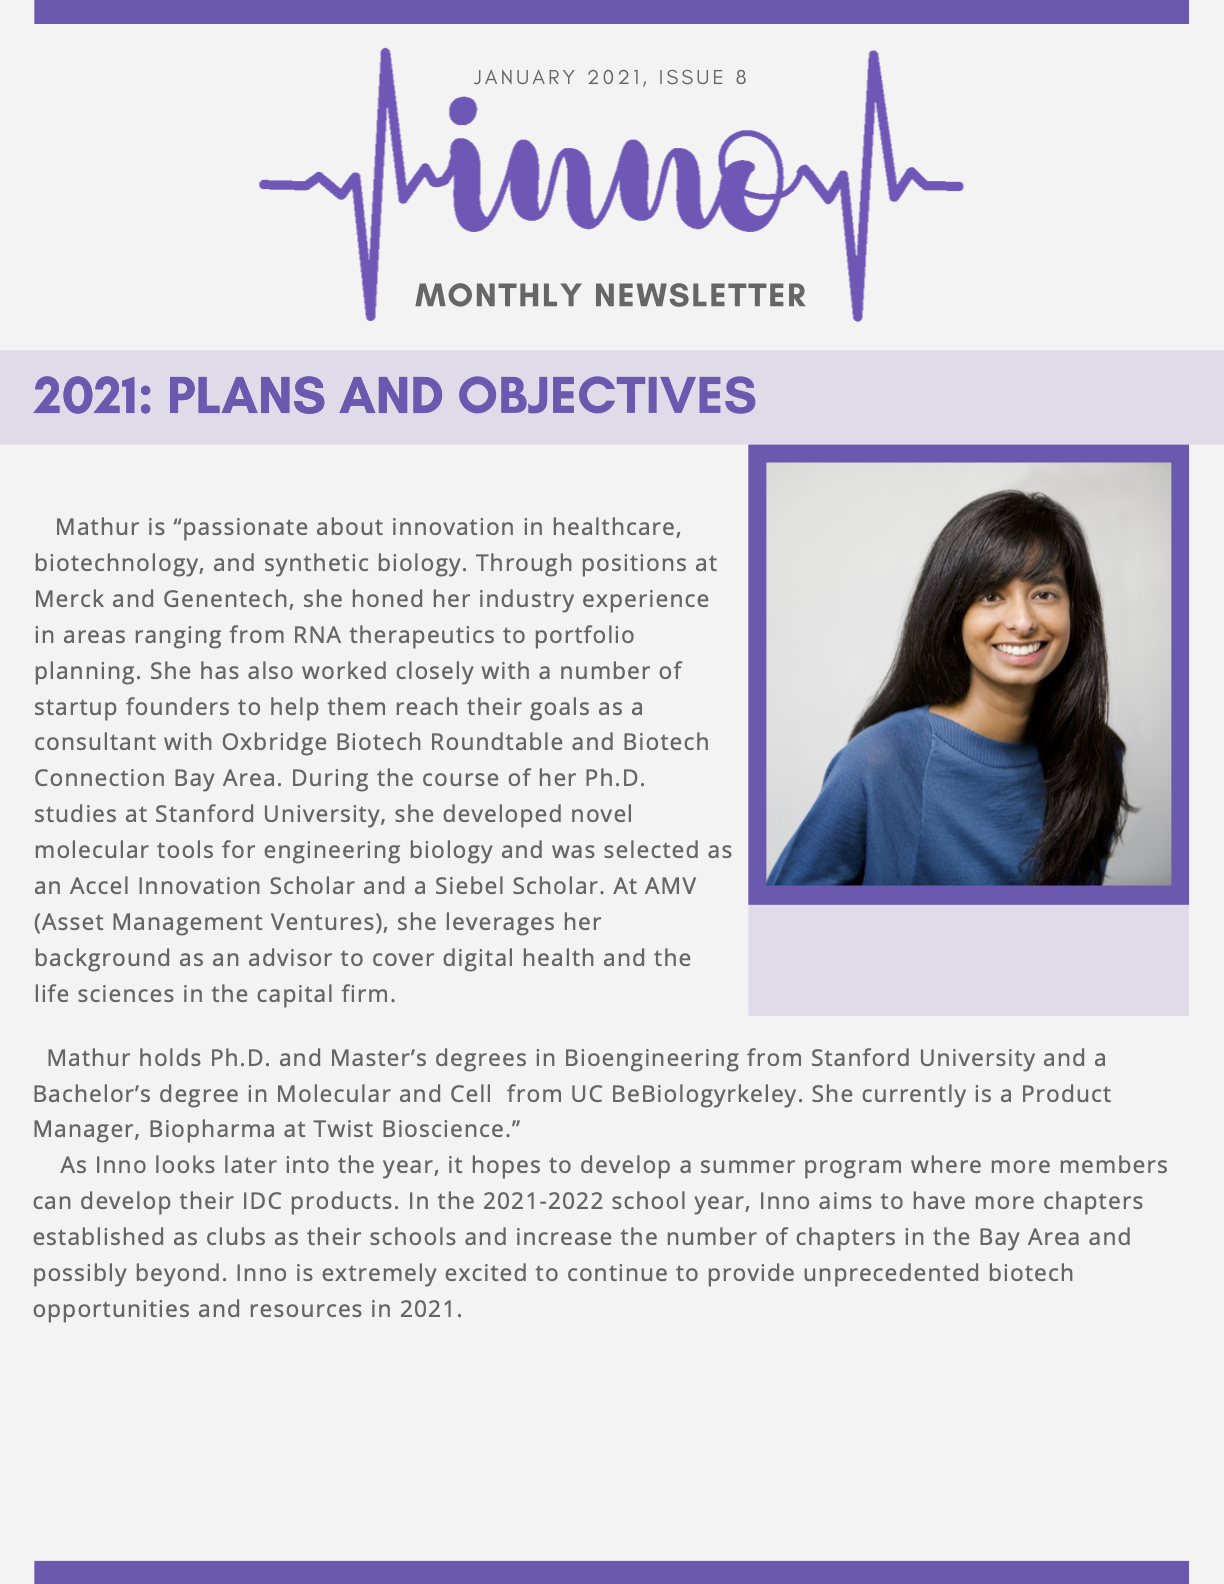 JANUARY 2021, ISSUE 8
inno
MONTHLY NEWSLETTER
2021: PLANS AND OBJECTIVES
Mathur is “passionate about innovation in healthcare,
biotechnology, and synthetic biology. Through positions at
Merck and Genentech, she honed her industry experience
in areas ranging from RNA therapeutics to portfolio
planning. She has also worked closely with a number of
startup founders to help them reach their goals as a
consultant with Oxbridge Biotech Roundtable and Biotech
Connection Bay Area. During the course of her Ph.D.
studies at Stanford University, she developed novel
molecular tools for engineering biology and was selected as
an Accel Innovation Scholar and a Siebel Scholar. At AMV
(Asset Management Ventures), she leverages her
background as an advisor to cover digital health and the
life sciences in the capital firm.
Mathur holds Ph.D. and Master’s degrees in Bioengineering from Stanford University and a
Bachelor’s degree in Molecular and Cell  from UC BeBiologyrkeley. She currently is a Product
Manager, Biopharma at Twist Bioscience.”
As Inno looks later into the year, it hopes to develop a summer program where more members
can develop their IDC products. In the 2021-2022 school year, Inno aims to have more chapters
established as clubs as their schools and increase the number of chapters in the Bay Area and
possibly beyond. Inno is extremely excited to continue to provide unprecedented biotech
opportunities and resources in 2021.